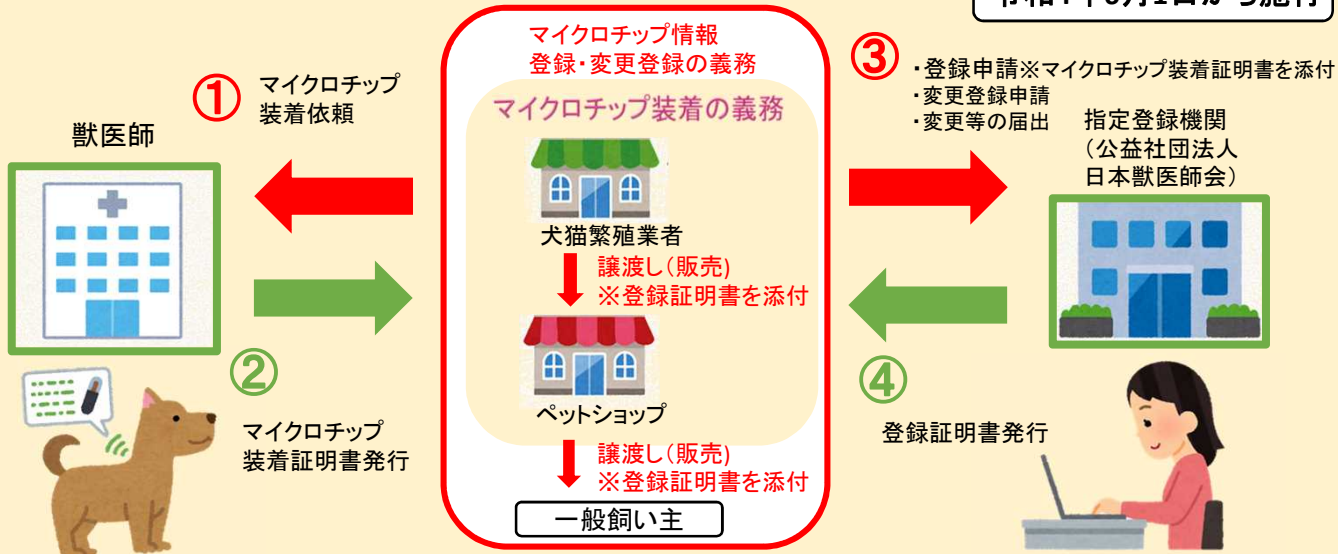 1日から施行
マイクロチップ情報
登録・変更登録の義務
マイクロチップ装着の義務
①
マイクロチップ
装着依頼
獣医師
③
・登録申請※マイクロチップ装着証明書を添付
・変更登録申請
・変更等の届出
指定登録機関
（公益社団法人
日本獣医師会）
犬猫繁殖業者
譲渡し（販売）
※登録証明書を添付
ペットショップ
②
マイクロチップ
装着証明書発行
④
登録証明書発行
譲渡し（販売）
※登録証明書を添付
一般飼い主